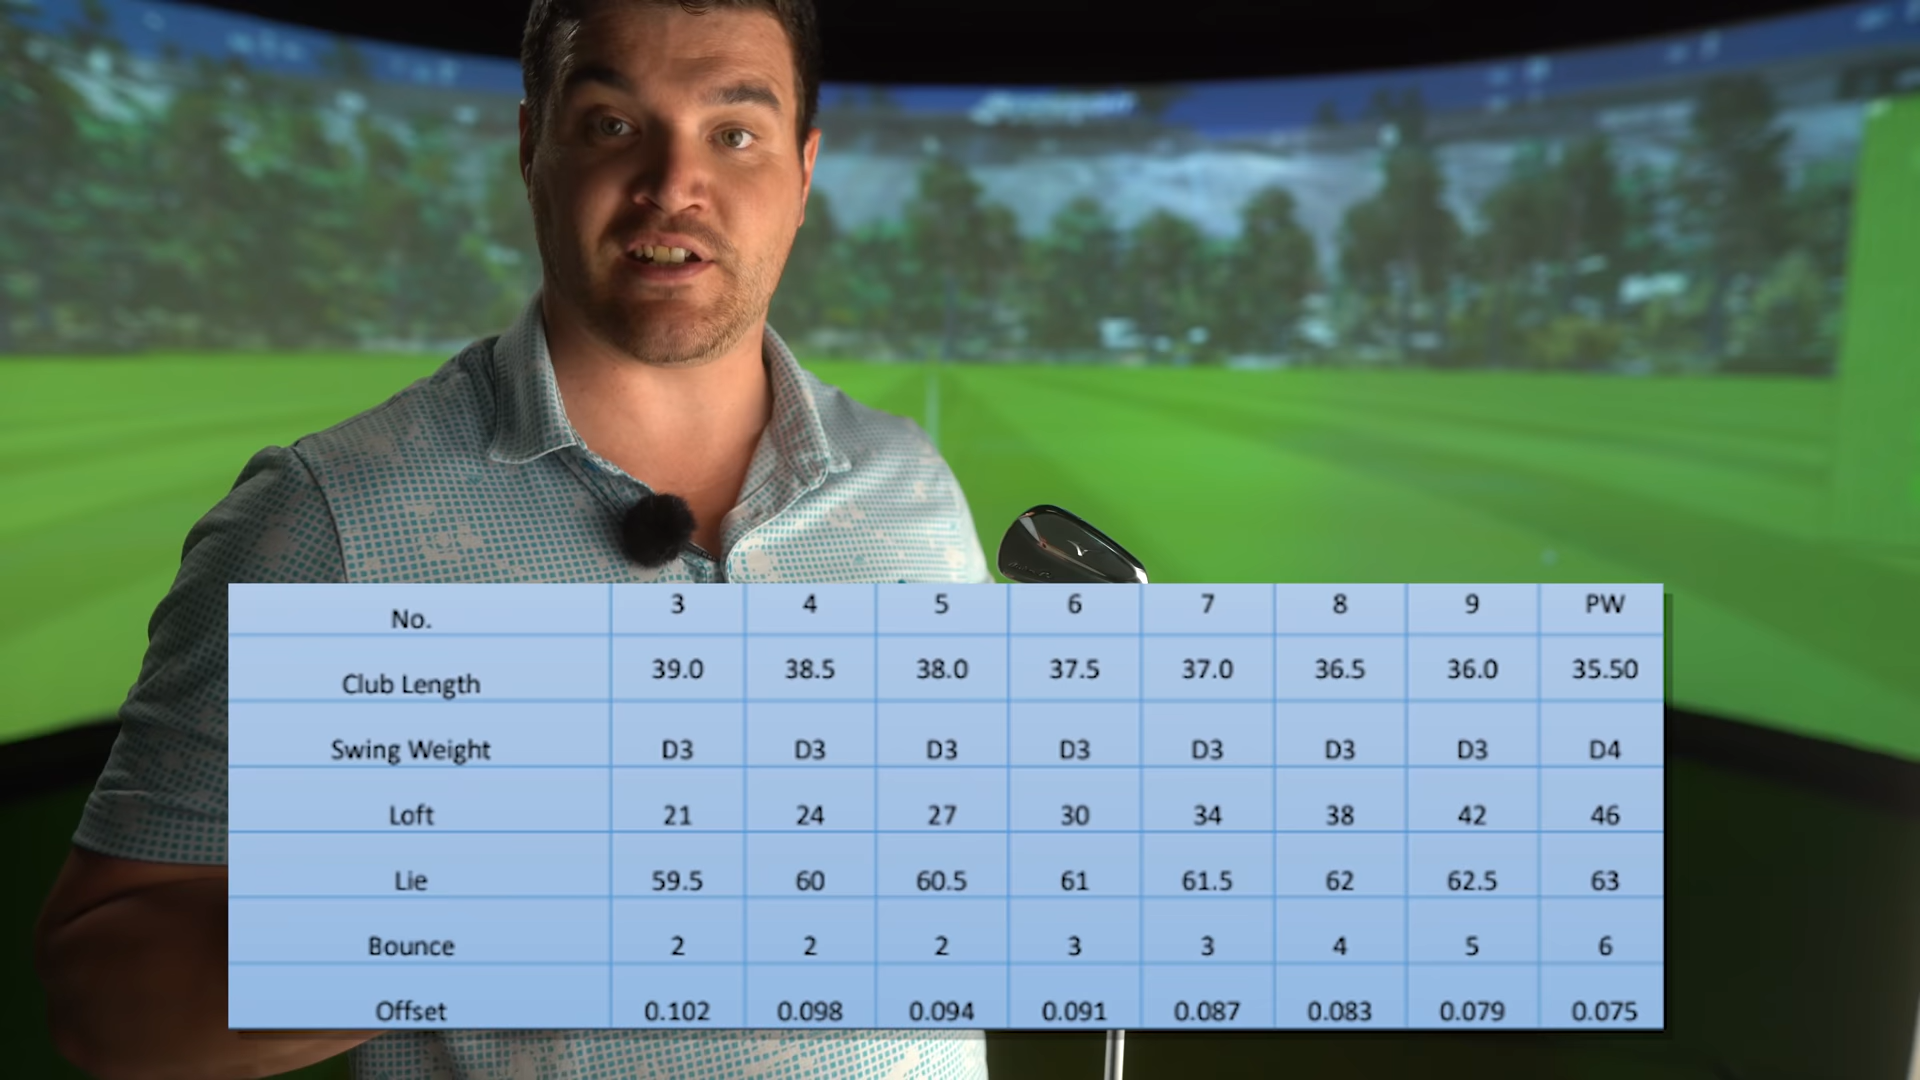 No. 3 4 5 6 7 8 9 PW
Club Length 39.0 38.5 38.0 37.5 37.0 36.5 36.0 35.50
Swing Weight D3 D3 D3 D3 D3 D3 D3 D4
Loft 21 24 27 30 34 38 42 46
Lie 59.5 60 60.5 61 61.5 62 62.5 63
Bounce 2 2 2 3 3 4 5 6
Offset 0.102 0.098 0.094 0.091 0.087 0.083 0.079 0.075